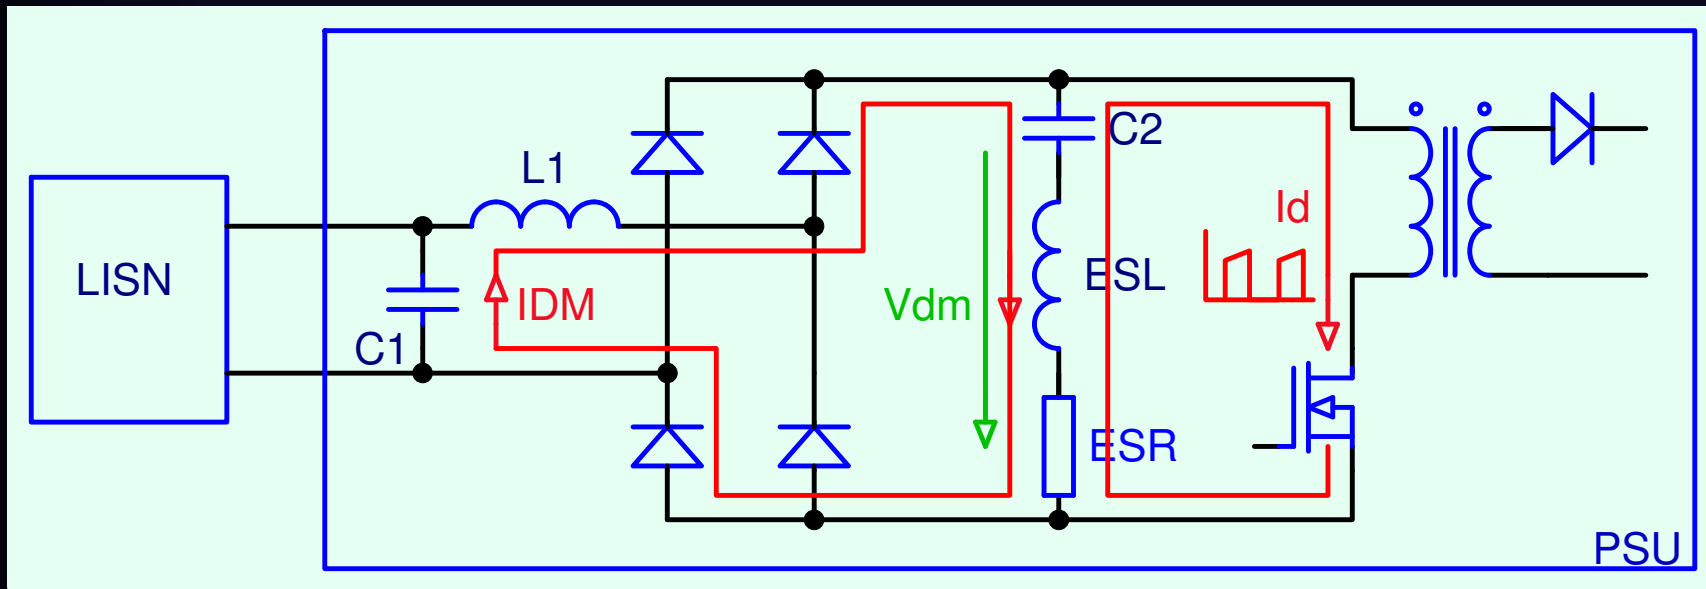 LISN
C1
L1
IDM
Vdm
C2
ESL
ESR
Id
PSU